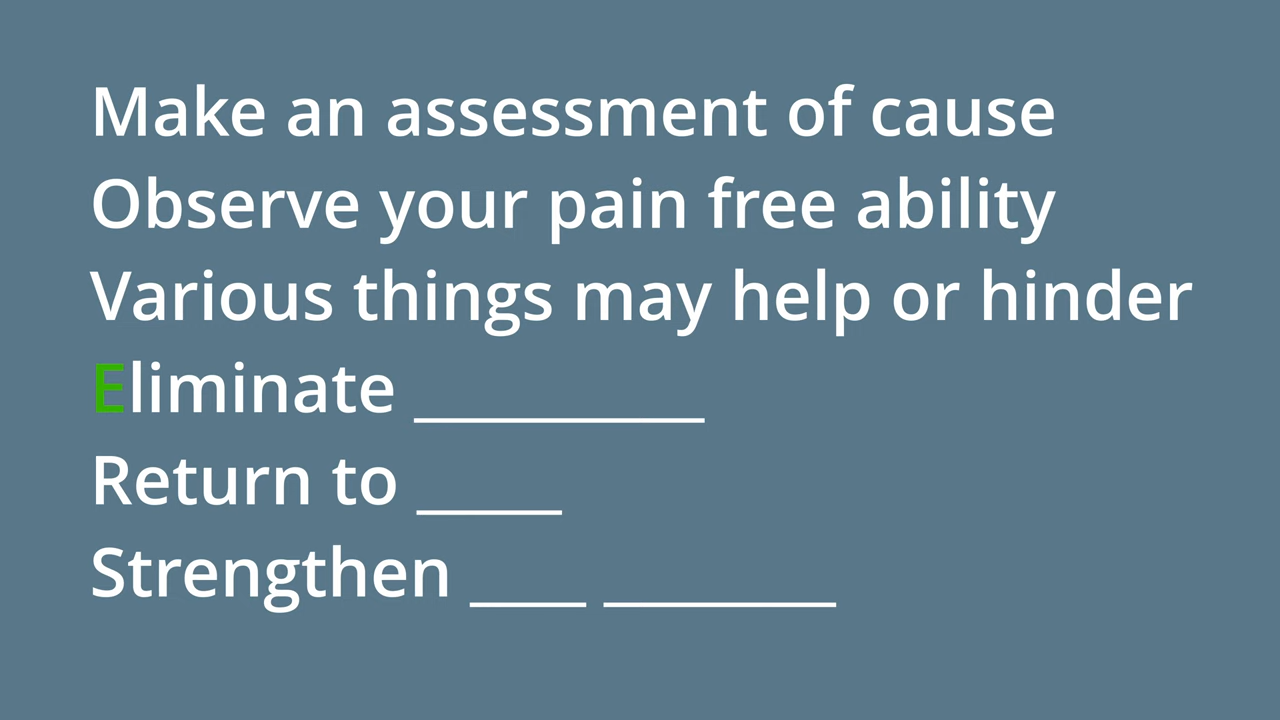 Make an assessment of cause
Observe your pain free ability
Various things may help or hinder
Eliminate __________
Return to _____
Strengthen ____ ________